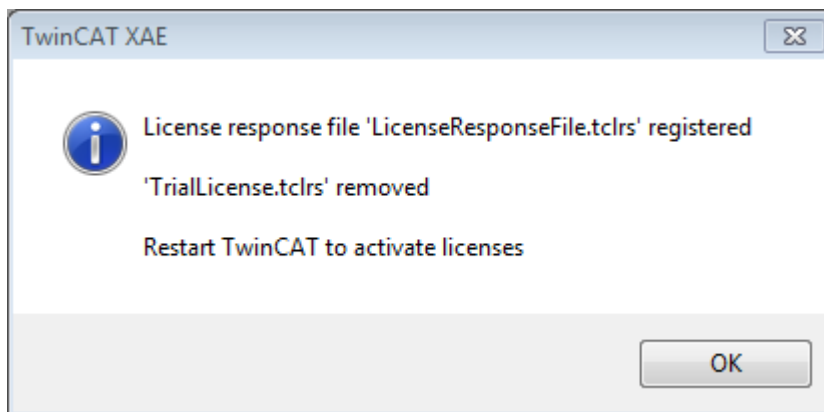 TwinCAT XAE
License response file 'LicenseResponseFile.tclrs' registered
'TrialLicense.tclrs' removed
Restart TwinCAT to activate licenses
OK